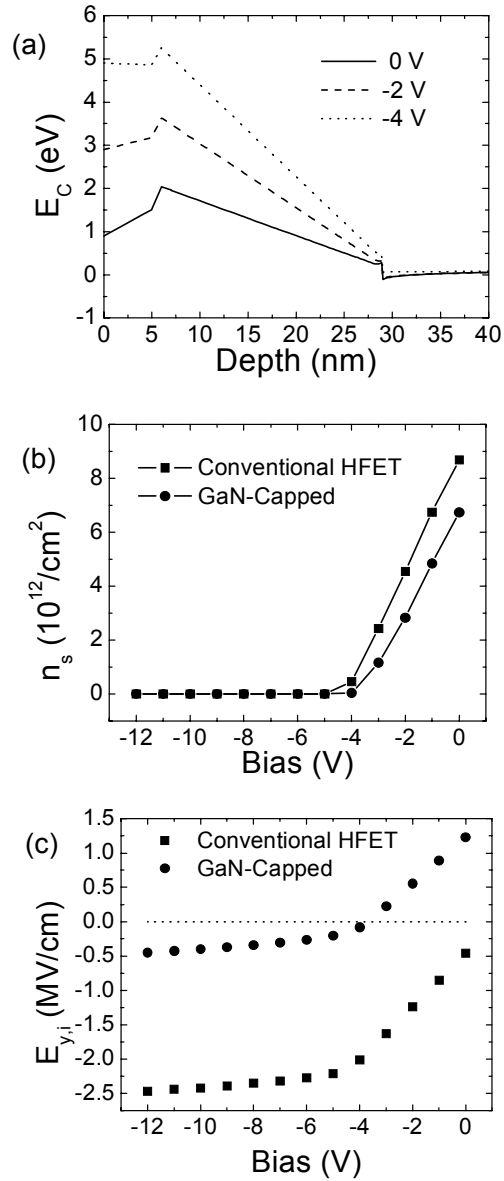 (a)
0 V
-2 V
-4 V
E_C (eV)
6
5
4
3
2
1
0
-1
0 5 10 15 20 25 30 35 40
Depth (nm)
(b)
Conventional HFET
GaN-Capped
n_s (10^12/cm^2)
10
8
6
4
2
0
-12 -10 -8 -6 -4 -2 0
Bias (V)
(c)
Conventional HFET
GaN-Capped
E_y,i (MV/cm)
1.5
1.0
0.5
0.0
-0.5
-1.0
-1.5
-2.0
-2.5
-12 -10 -8 -6 -4 -2 0
Bias (V)